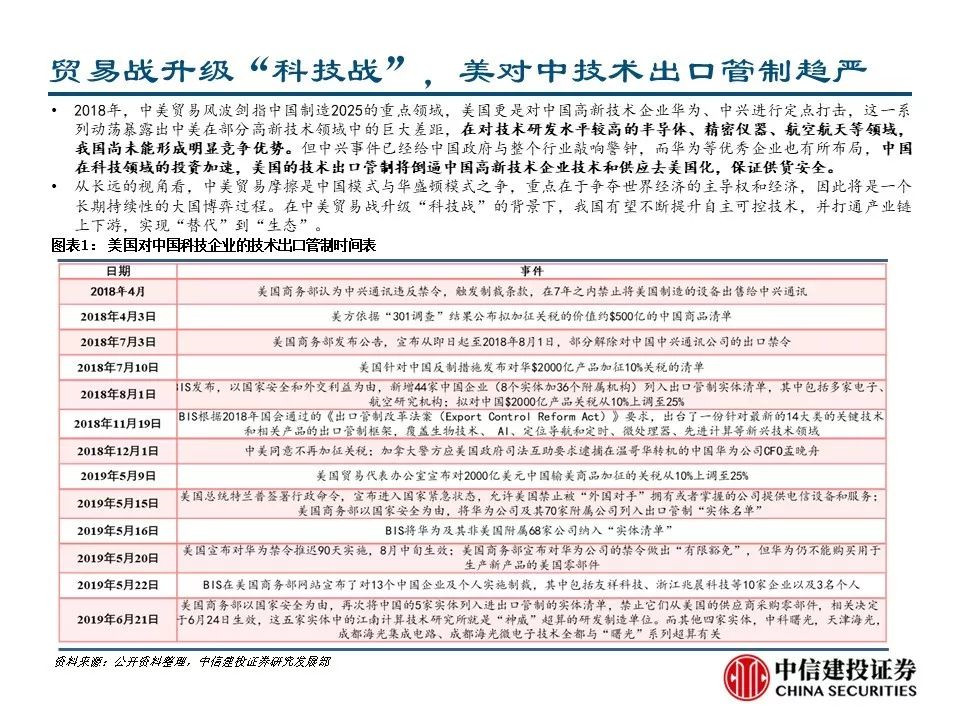 贸易战升级“科技战”，美对中技术出口管制趋严
• 2018年，中美贸易风波剑指中国制造2025的重点领域，美国更是对中国高新技术企业华为、中兴进行定点打击，这一系
列动荡暴露出中美在部分高新技术领域中的巨大差距，在对技术研发水平较高的半导体、精密仪器、航空航天等领域，
我国尚未能形成明显竞争优势。但中兴事件已经给中国政府与整个行业敲响警钟，而华为等优秀企业也有所布局，中国
在科技领域的投资加速，美国的技术出口管制将倒逼中国高新技术企业技术和供应去美国化，保证供货安全。
• 从长远的视角看，中美贸易摩擦是中国模式与华盛顿模式之争，重点在于争夺世界经济的主导权和经济，因此将是一个
长期持续性的大国博弈过程。在中美贸易战升级“科技战”的背景下，我国有望不断提升自主可控技术，并打通产业链
上下游，实现“替代”到“生态”。
图表1： 美国对中国科技企业的技术出口管制时间表
日期 事件
2018年4月 美国商务部认为中兴通讯违反禁令，触发制裁条款，在7年之内禁止将美国制造的设备出售给中兴通讯
2018年4月3日 美方依据“301调查”结果公布拟加征关税的价值约$500亿的中国商品清单
2018年7月3日 美国商务部发布公告，宣布从即日起至2018年8月1日，部分解除对中国中兴通讯公司的出口禁令
2018年7月10日 美国针对中国反制措施发布对华$2000亿产品加征10%关税的清单
2018年8月1日 BIS发布，以国家安全和外交利益为由，新增44家中国企业（8个实体加36个附属机构）列入出口管制实体清单，其中包括多家电子、
航空研究机构；拟对中国$2000亿产品关税从10%上调至25%
2018年11月19日 BIS根据2018年国会通过的《出口管制改革法案（Export Control Reform Act）》要求，出台了一份针对最新的14大类的关键技术
和相关产品的出口管制框架，覆盖生物技术、 AI、定位导航和定时、微处理器、先进计算等新兴技术领域
2018年12月1日 中美同意不再加征关税；加拿大警方应美国政府司法互助要求逮捕在温哥华转机的中国华为公司CFO孟晚舟
2019年5月9日 美国贸易代表办公室宣布对2000亿美元中国输美商品加征的关税从10%上调至25%
2019年5月15日 美国总统特兰普签署行政命令，宣布进入国家紧急状态，允许美国禁止被“外国对手”拥有或者掌握的公司提供电信设备和服务；
美国商务部以国家安全为由，将华为公司及其70家附属公司列入出口管制“实体名单”
2019年5月16日 BIS将华为及其非美国附属68家公司纳入“实体清单”
2019年5月20日 美国宣布对华为禁令推迟90天实施，8月中旬生效；美国商务部宣布对华为公司的禁令做出“有限豁免”，但华为仍不能购买用于
生产新产品的美国零部件
2019年5月22日 BIS在美国商务部网站宣布了对13个中国企业及个人实施制裁，其中包括友祥科技、浙江兆晨科技等10家企业以及3名个人
2019年6月21日 美国商务部以国家安全为由，再次将中国的5家实体列入进出口管制的实体清单，禁止它们从美国的供应商采购零部件，相关决定
于6月24日生效，这五家实体中的江南计算技术研究所就是“神威”超算的研发制造单位。而其他四家实体，中科曙光，天津海光，
成都海光集成电路、成都海光微电子技术全都与“曙光”系列超算有关
资料来源：公开资料整理，中信建投证券研究发展部
中信建投证券
CHINA SECURITIES